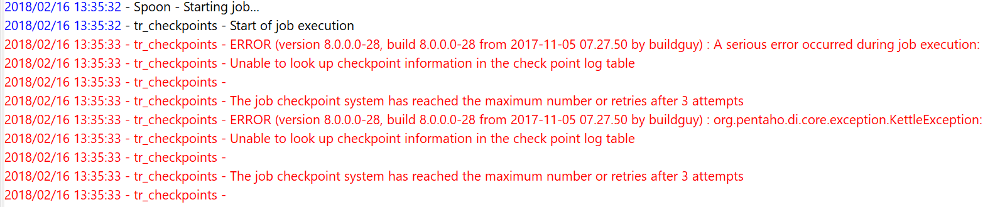 2018/02/16 13:35:32 - Spoon - Starting job...
2018/02/16 13:35:32 - tr_checkpoints - Start of job execution
2018/02/16 13:35:33 - tr_checkpoints - ERROR (version 8.0.0.0-28, build 8.0.0.0-28 from 2017-11-05 07.27.50 by buildguy) : A serious error occurred during job execution:
2018/02/16 13:35:33 - tr_checkpoints - Unable to look up checkpoint information in the check point log table
2018/02/16 13:35:33 - tr_checkpoints -
2018/02/16 13:35:33 - tr_checkpoints - The job checkpoint system has reached the maximum number or retries after 3 attempts
2018/02/16 13:35:33 - tr_checkpoints - ERROR (version 8.0.0.0-28, build 8.0.0.0-28 from 2017-11-05 07.27.50 by buildguy) : org.pentaho.di.core.exception.KettleException:
2018/02/16 13:35:33 - tr_checkpoints - Unable to look up checkpoint information in the check point log table
2018/02/16 13:35:33 - tr_checkpoints -
2018/02/16 13:35:33 - tr_checkpoints - The job checkpoint system has reached the maximum number or retries after 3 attempts
2018/02/16 13:35:33 - tr_checkpoints -